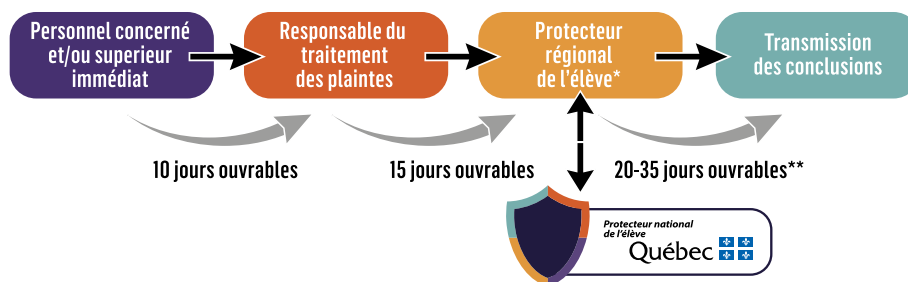 Personnel concerné
et/ou superieur
immédiat
Responsable du
traitement
des plaintes
Protecteur
régional
de l'élève*
Transmission
des conclusions
10 jours ouvrables
15 jours ouvrables
20-35 jours ouvrables**
Protecteur national
de l'élève
Québec